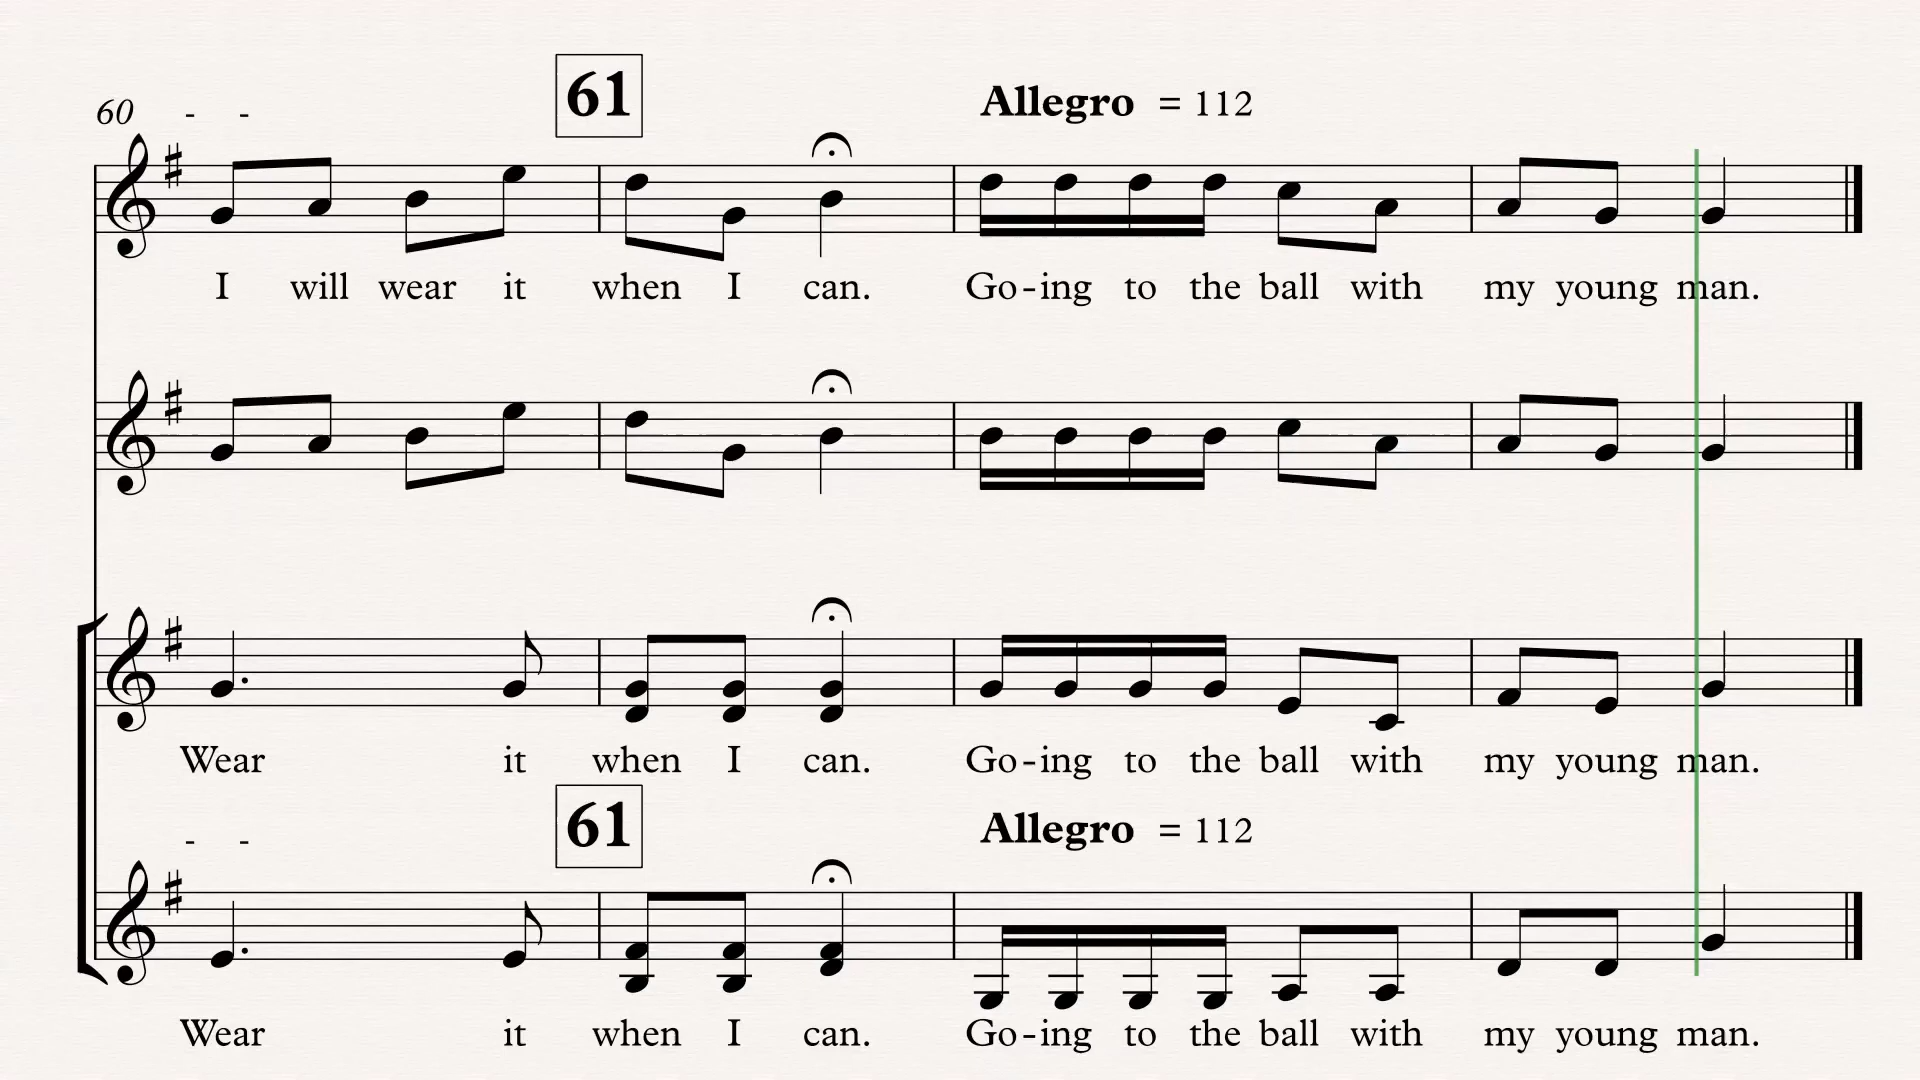 61
60 - - Allegro = 112
I will wear it when I can. Go-ing to the ball with my young man.
Wear it when I can. Go-ing to the ball with my young man.
61
- - Allegro = 112
Wear it when I can. Go-ing to the ball with my young man.